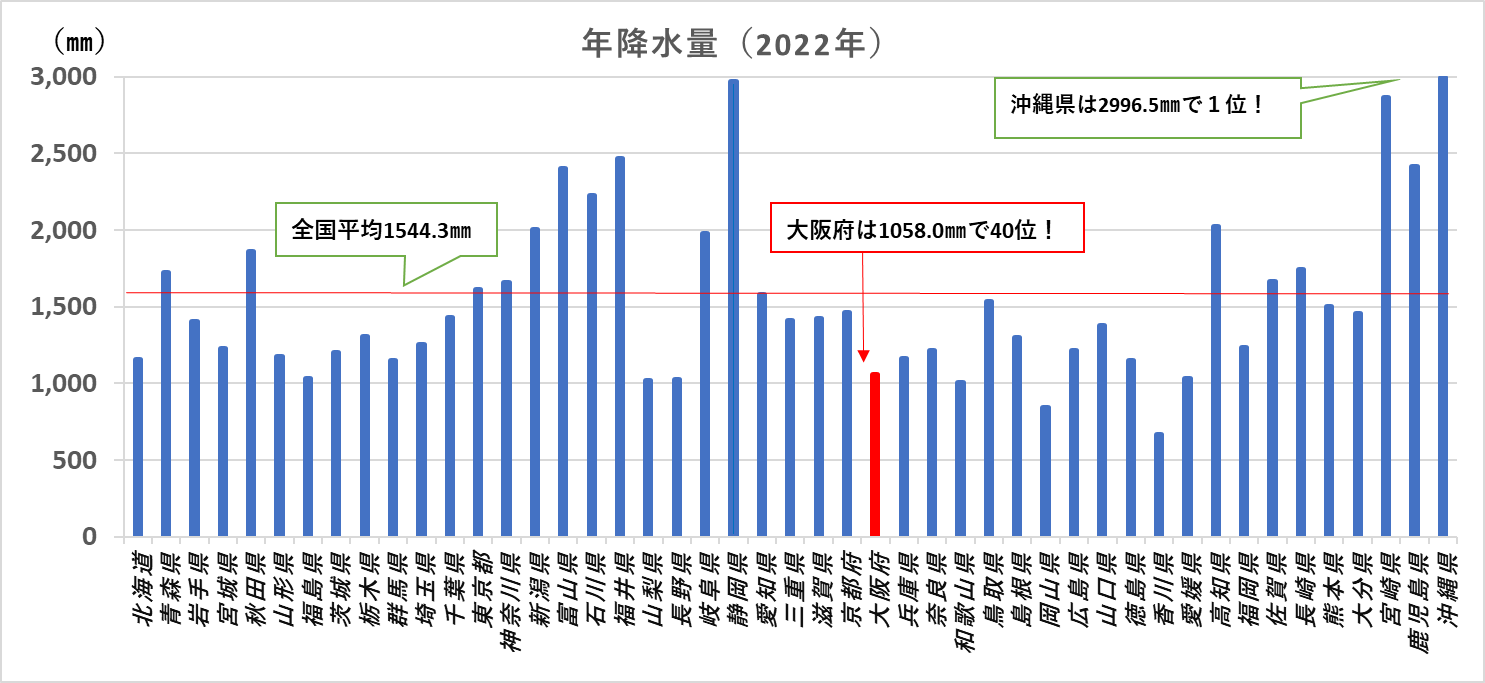 年降水量（2022年）
（㎜）
3,000
2,500
2,000
1,500
1,000
500
0
沖縄県は2996.5㎜で１位！
全国平均1544.3㎜
大阪府は1058.0㎜で40位！
北海道
青森県
岩手県
宮城県
秋田県
山形県
福島県
茨城県
栃木県
群馬県
埼玉県
千葉県
東京都
神奈川県
新潟県
富山県
石川県
福井県
山梨県
長野県
岐阜県
静岡県
愛知県
三重県
滋賀県
京都府
大阪府
兵庫県
奈良県
和歌山県
鳥取県
島根県
岡山県
広島県
山口県
徳島県
香川県
愛媛県
高知県
福岡県
佐賀県
長崎県
熊本県
大分県
宮崎県
鹿児島県
沖縄県